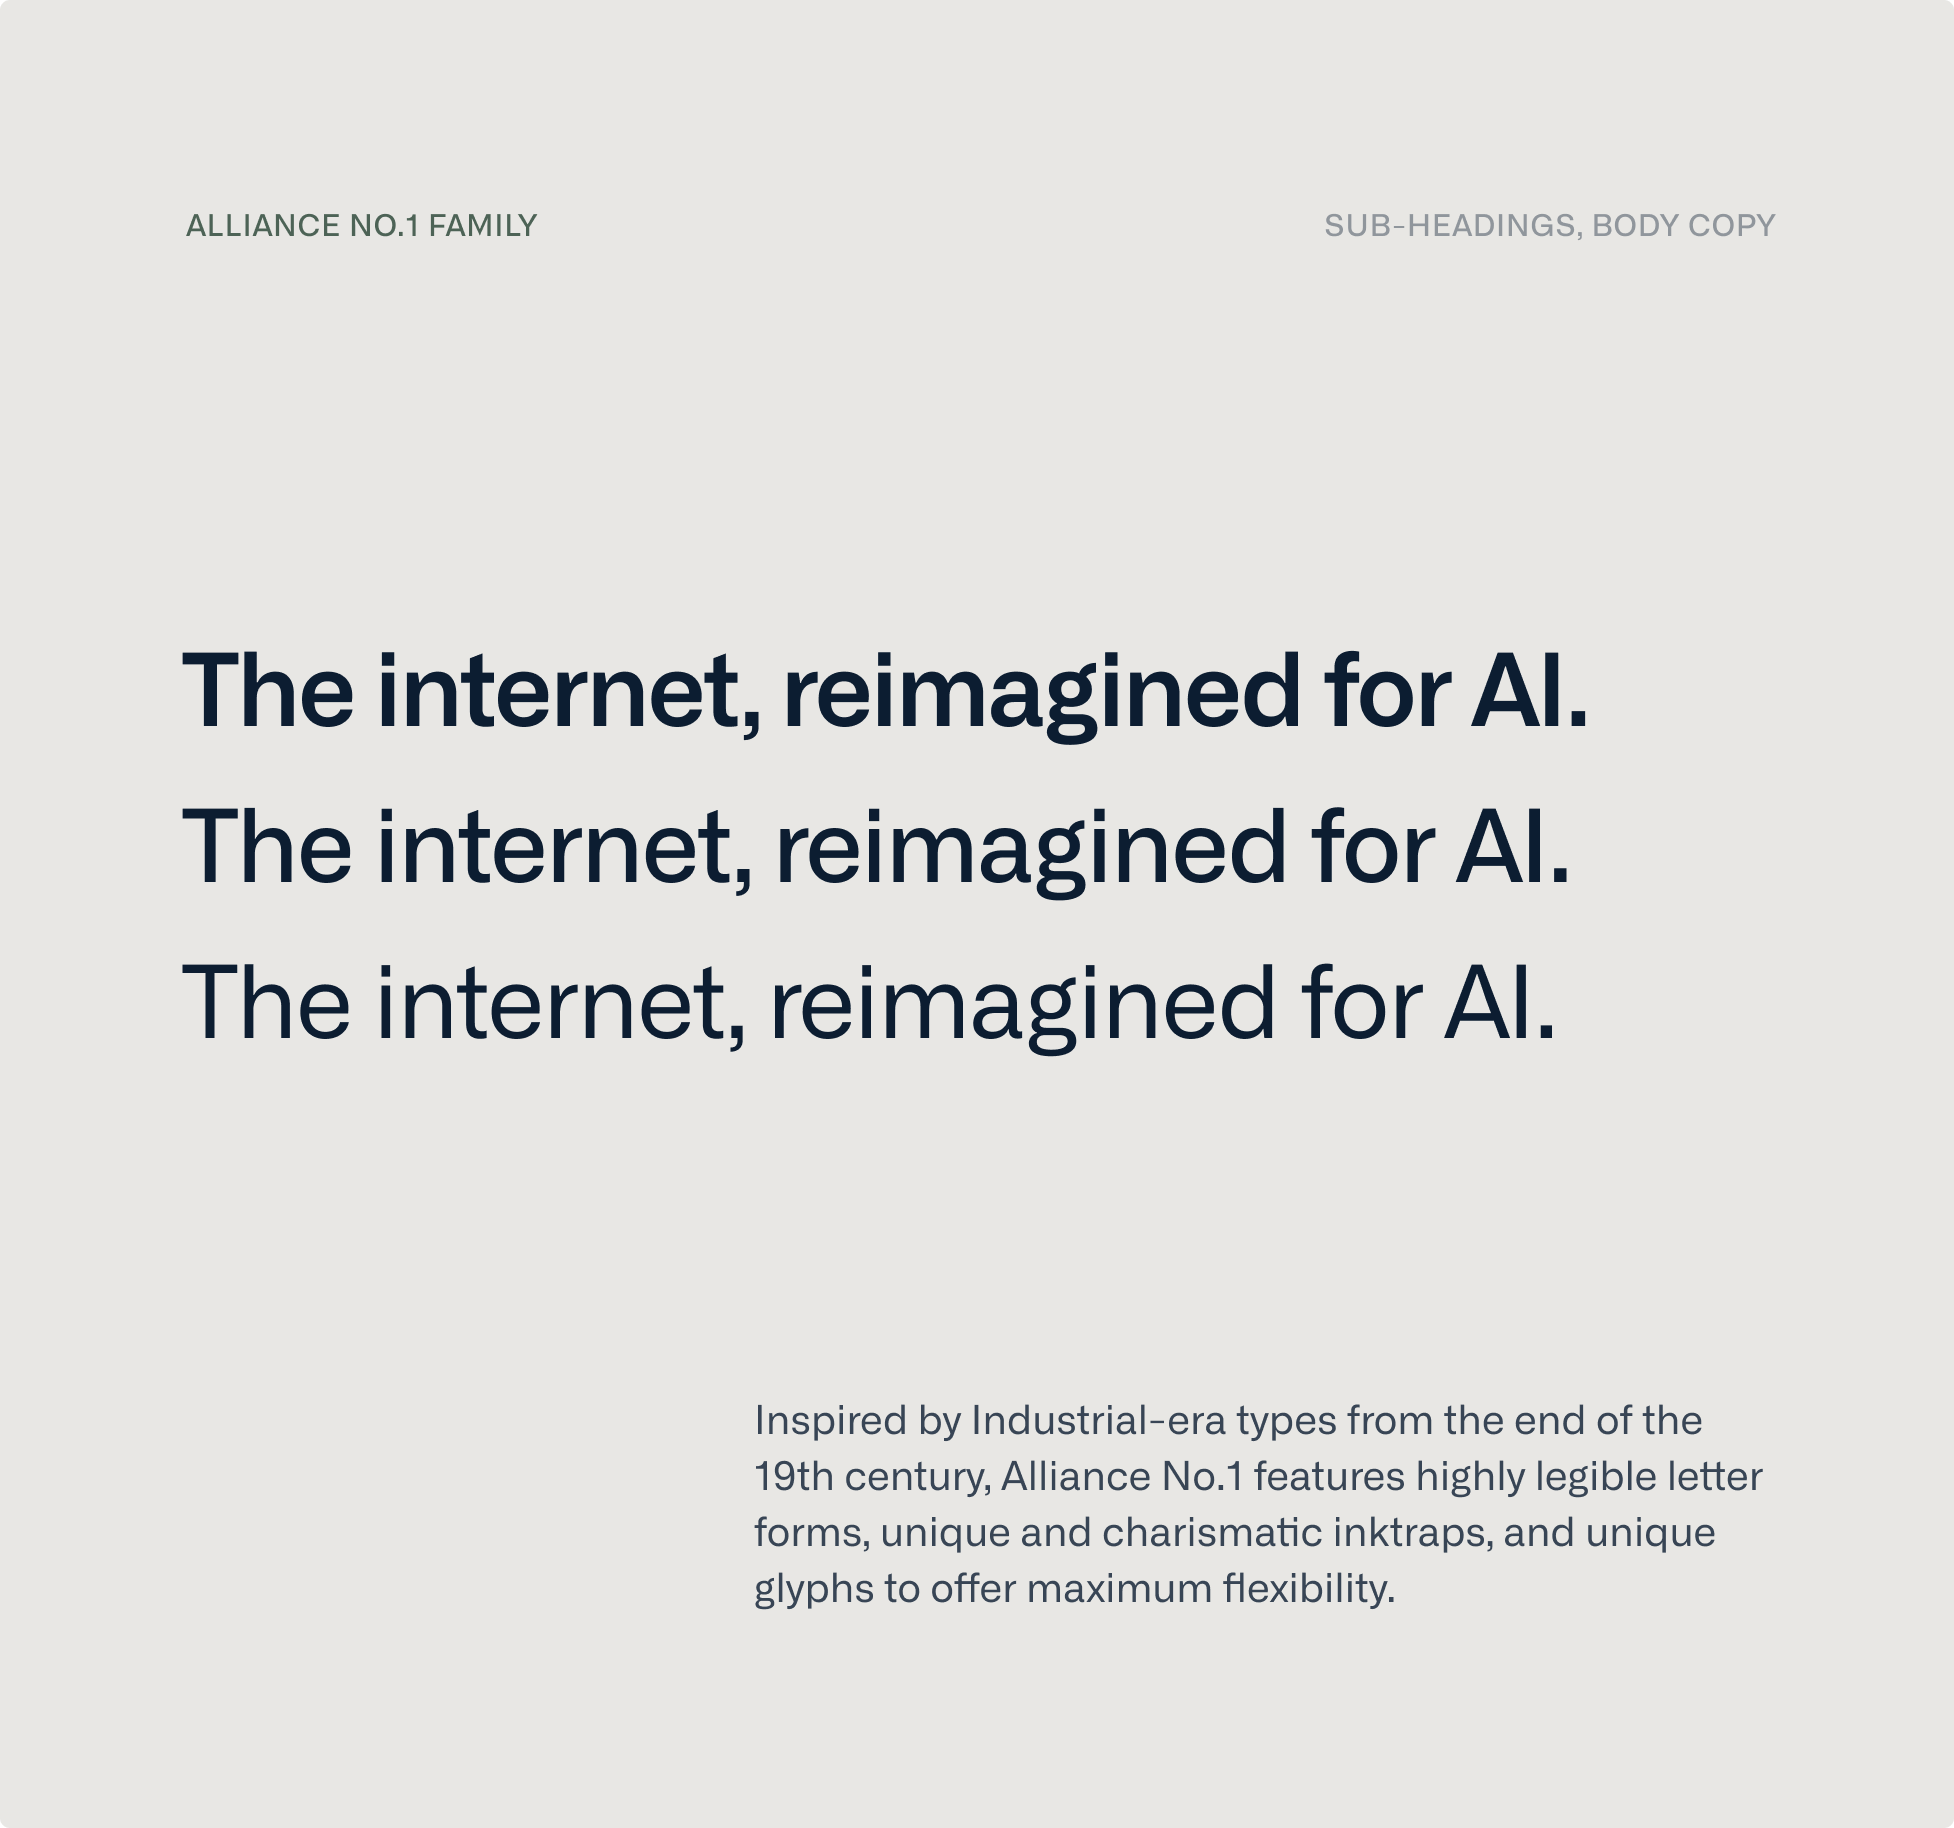 ALLIANCE NO.1 FAMILY
SUB-HEADINGS, BODY COPY
The internet, reimagined for AI.
The internet, reimagined for AI.
The internet, reimagined for AI.
Inspired by Industrial-era types from the end of the
19th century, Alliance No.1 features highly legible letter
forms, unique and charismatic inktraps, and unique
glyphs to offer maximum flexibility.